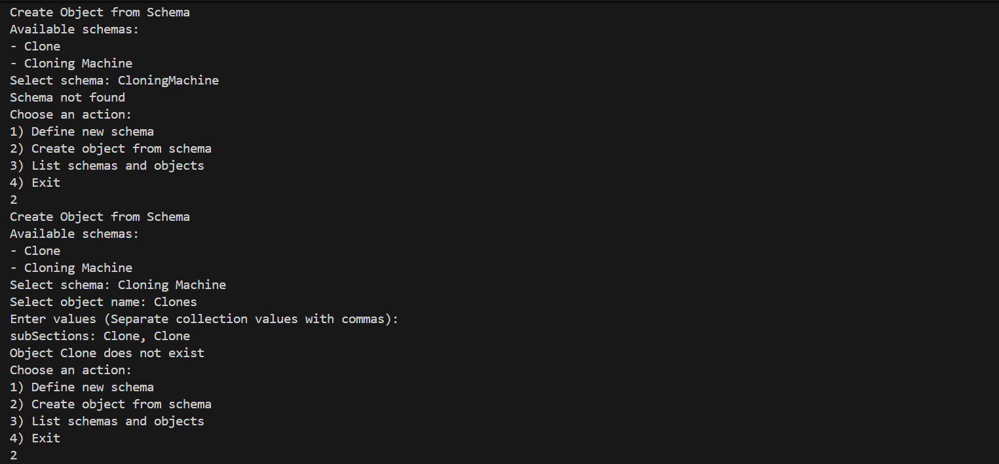 Create Object from Schema
Available schemas:
- Clone
- Cloning Machine
Select schema: CloningMachine
Schema not found
Choose an action:
1) Define new schema
2) Create object from schema
3) List schemas and objects
4) Exit
2
Create Object from Schema
Available schemas:
- Clone
- Cloning Machine
Select schema: Cloning Machine
Select object name: Clones
Enter values (Separate collection values with commas):
subSections: Clone, Clone
Object Clone does not exist
Choose an action:
1) Define new schema
2) Create object from schema
3) List schemas and objects
4) Exit
2